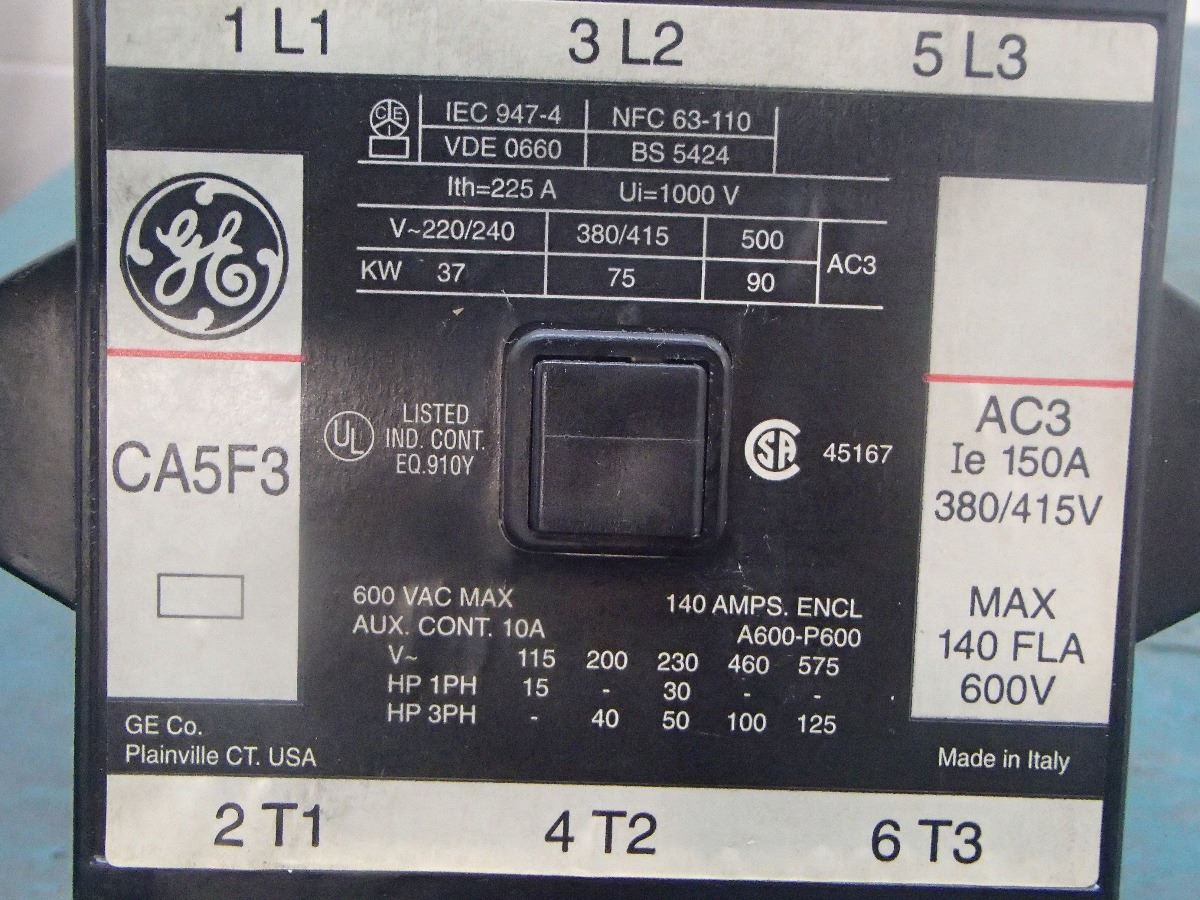 1 L1 3 L2 5 L3
CIE IEC 947-4 NFC 63-110
VDE 0660 BS 5424
Ith=225 A Ui=1000 V
V~220/240 380/415 500
KW 37 75 90 AC3
GE
CA5F3
UL LISTED
IND. CONT.
EQ.910Y
SA 45167
AC3
Ie 150A
380/415V
MAX
140 FLA
600V
600 VAC MAX 140 AMPS. ENCL
AUX. CONT. 10A A600-P600
V~ 115 200 230 460 575
HP 1PH 15 - 30 - -
HP 3PH - 40 50 100 125
GE Co.
Plainville CT. USA
Made in Italy
2 T1 4 T2 6 T3